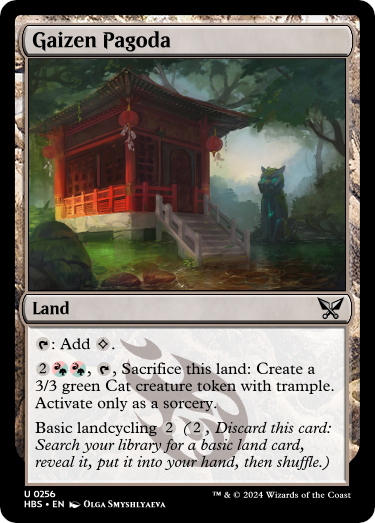 Gaizen Pagoda
Land
: Add .
2, , Sacrifice this land: Create a
3/3 green Cat creature token with trample.
Activate only as a sorcery.
Basic landcycling 2 (2, Discard this card:
Search your library for a basic land card,
reveal it, put it into your hand, then shuffle.)
U 0256
HBS • EN Olga Smyshlyaeva
™ & © 2024 Wizards of the Coast